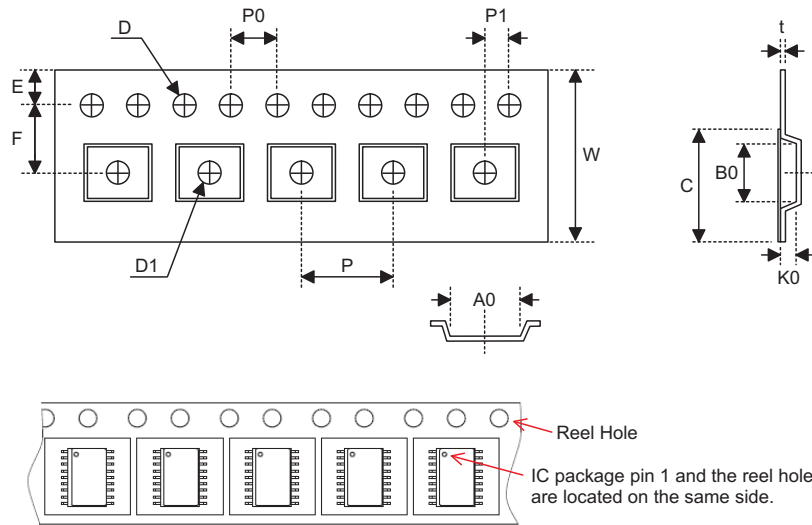 D
P0
P1
t
E
F
W
C
B0
D1
P
K0
A0
Reel Hole
IC package pin 1 and the reel hole
are located on the same side.